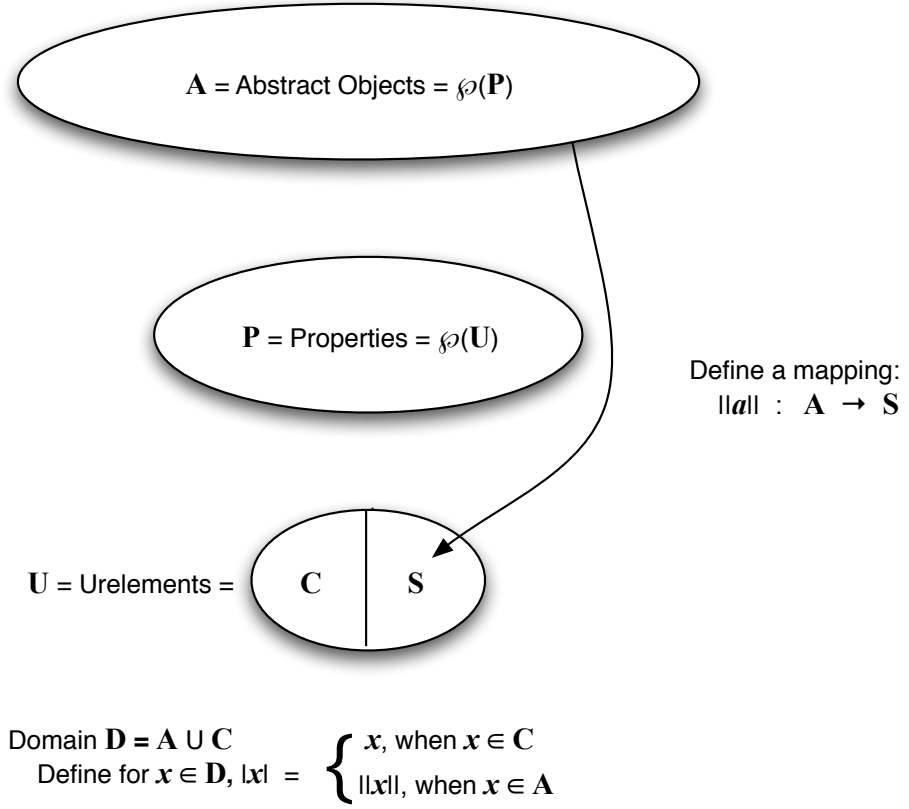 A = Abstract Objects = ℘(P)
P = Properties = ℘(U)
Define a mapping:
||a|| : A → S
U = Urelements =
C
S
Domain D = A ∪ C
Define for x ∈ D, |x| = { x, when x ∈ C
||x||, when x ∈ A